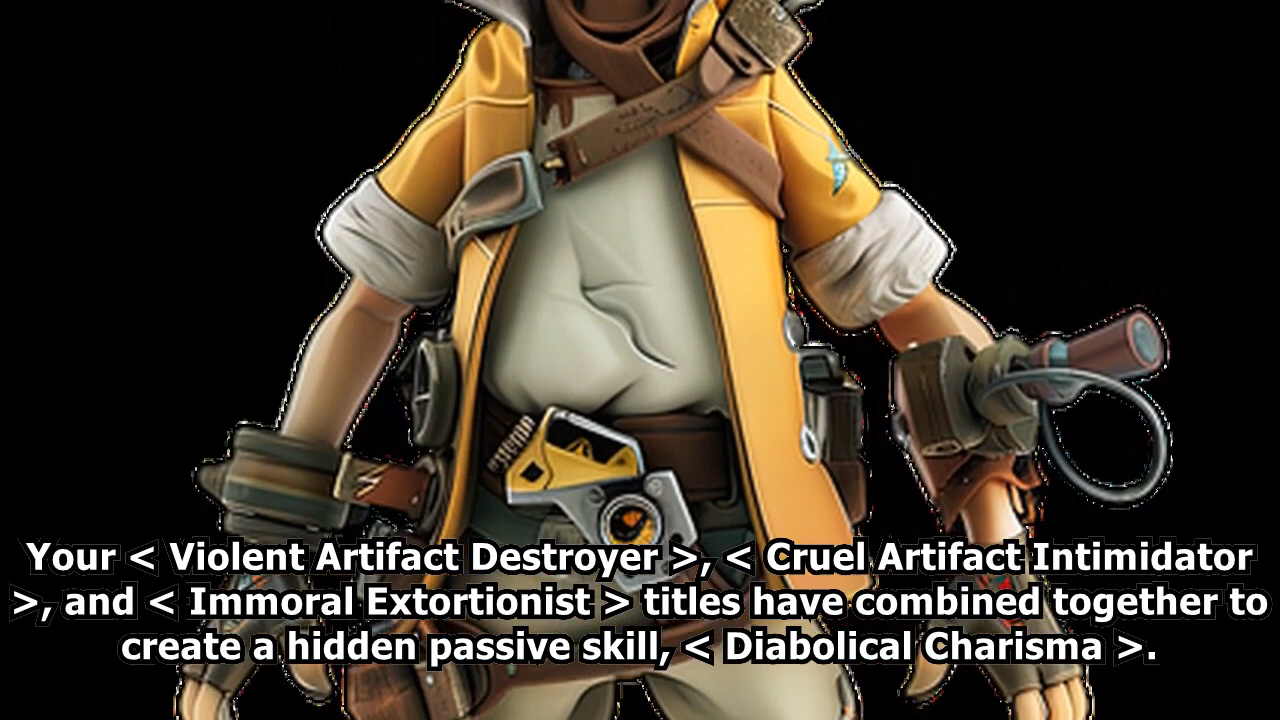 Your < Violent Artifact Destroyer >, < Cruel Artifact Intimidator
>, and < Immoral Extortionist > titles have combined together to
create a hidden passive skill, < Diabolical Charisma >.